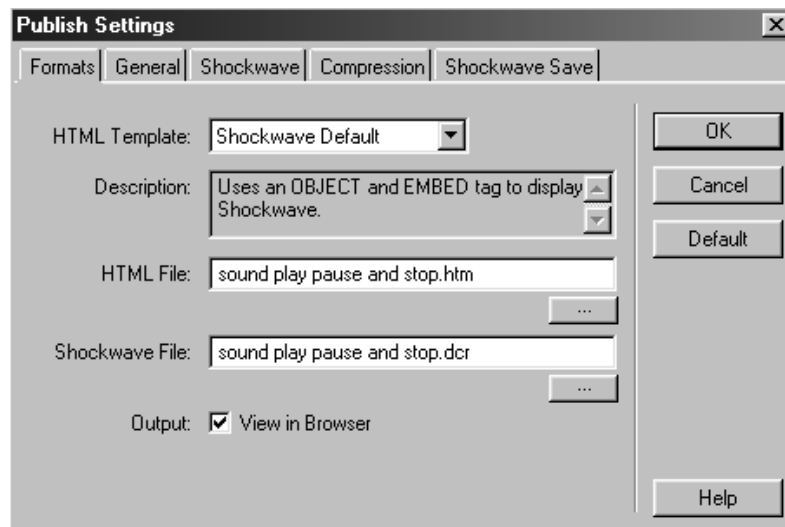 Publish Settings
Formats General Shockwave Compression Shockwave Save
HTML Template: Shockwave Default
OK
Description: Uses an OBJECT and EMBED tag to display Shockwave.
Cancel
Default
HTML File: sound play pause and stop.htm
...
Shockwave File: sound play pause and stop.dcr
...
Output: View in Browser
Help